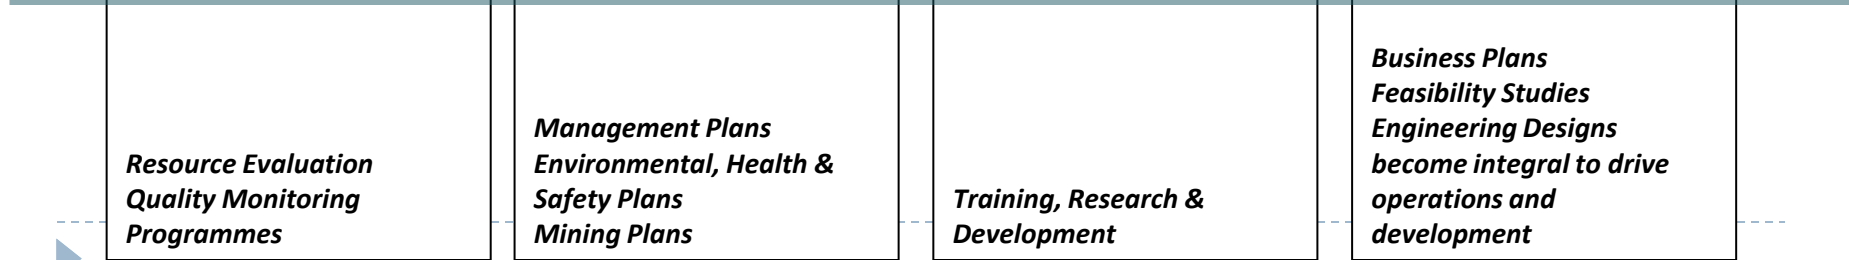 Resource Evaluation
Quality Monitoring
Programmes
Management Plans
Environmental, Health &
Safety Plans
Mining Plans
Training, Research &
Development
Business Plans
Feasibility Studies
Engineering Designs
become integral to drive
operations and
development